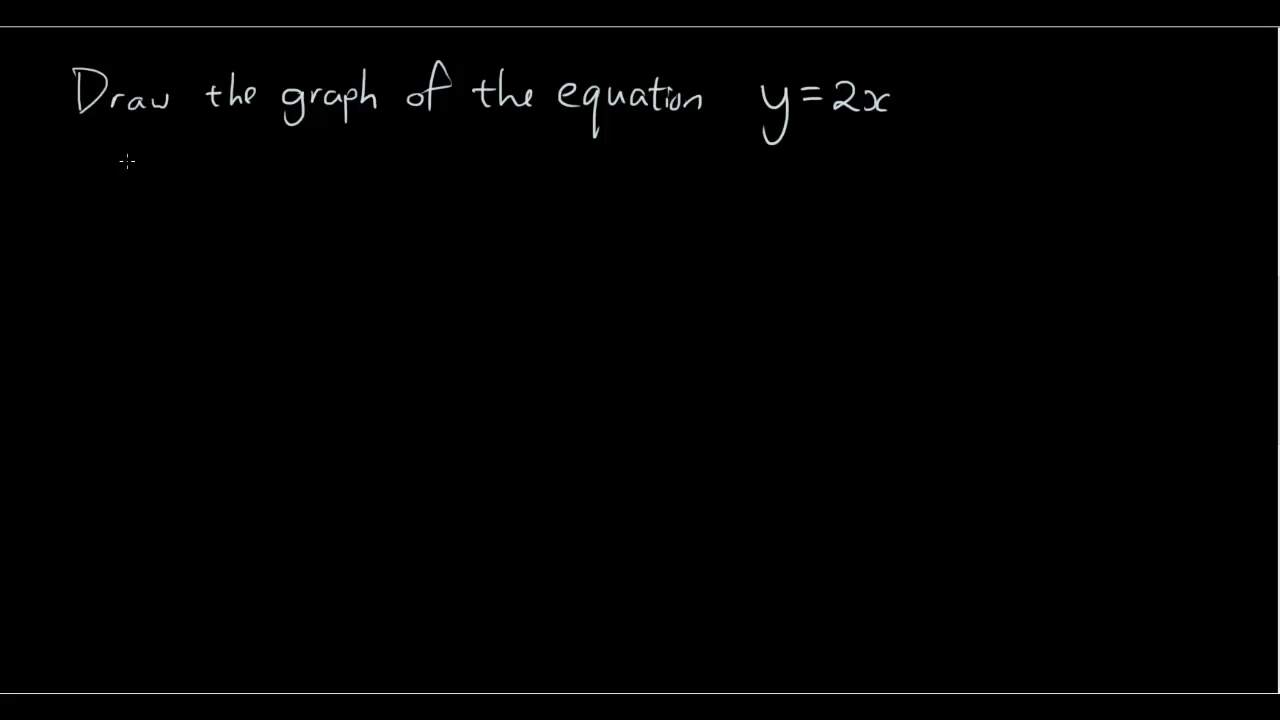 Draw the graph of the equation y=2x